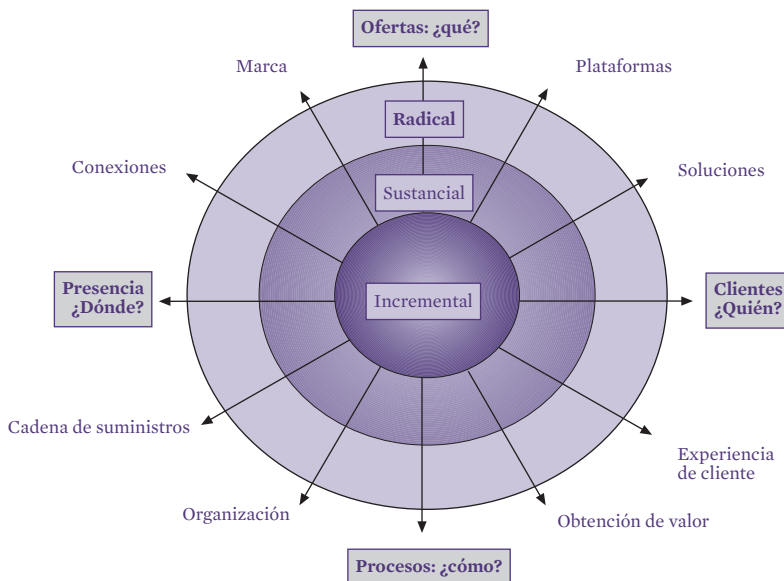 Ofertas: ¿qué?
Marca
Plataformas
Radical
Conexiones
Soluciones
Sustancial
Presencia
¿Dónde?
Incremental
Clientes
¿Quién?
Cadena de suministros
Experiencia
de cliente
Organización
Obtención de valor
Procesos: ¿cómo?